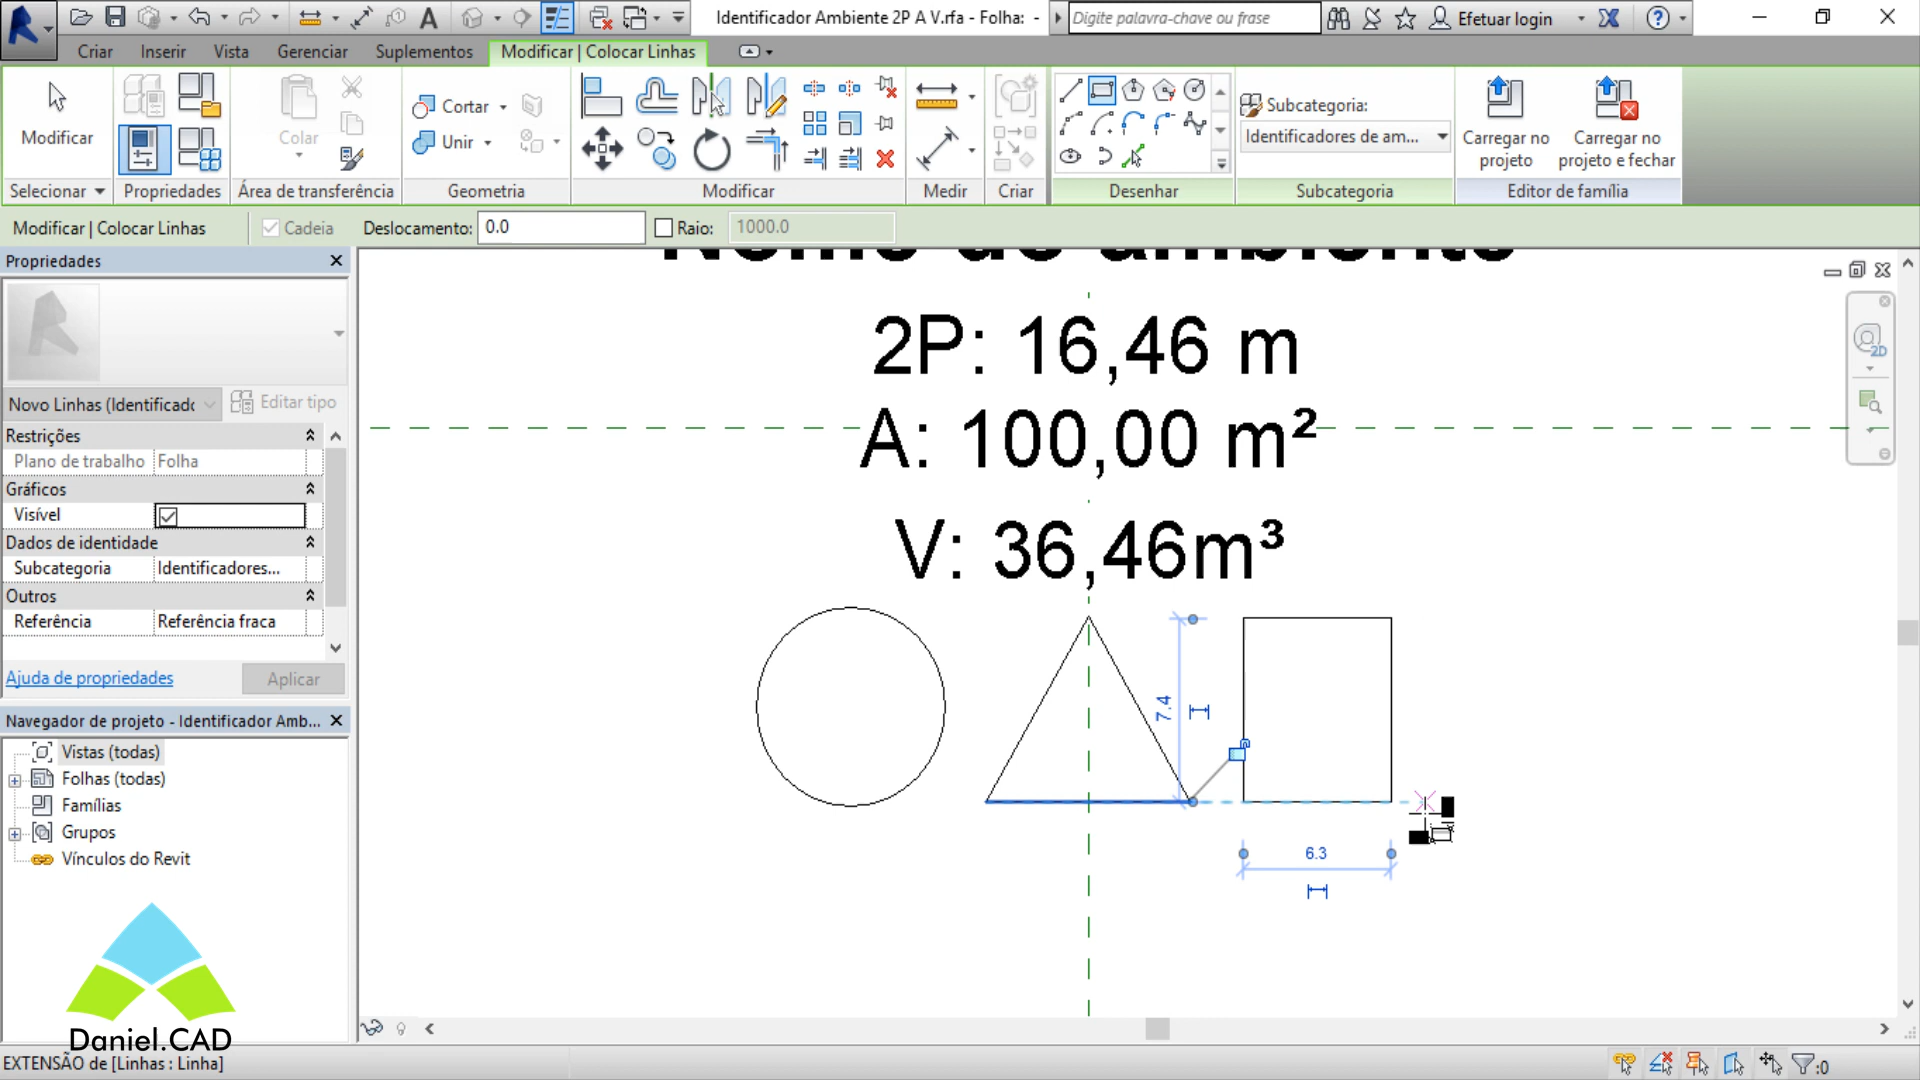 Identificador Ambiente 2P A V.rfa - Folha: -
Digite palavra-chave ou frase
Efetuar login
Criar
Inserir
Vista
Gerenciar
Suplementos
Modificar | Colocar Linhas
Modificar
Colar
Cortar
Unir
Subcategoria:
Identificadores de am...
Carregar no
projeto
Carregar no
projeto e fechar
Selecionar
Propriedades
Área de transferência
Geometria
Modificar
Medir
Criar
Desenhar
Subcategoria
Editor de família
Modificar | Colocar Linhas
Cadeia
Deslocamento:
0.0
Raio:
1000.0
Propriedades
Novo Linhas (Identificado
Editar tipo
Restrições
Plano de trabalho
Folha
Gráficos
Visível
Dados de identidade
Subcategoria
Identificadores...
Outros
Referência
Referência fraca
Ajuda de propriedades
Aplicar
Navegador de projeto - Identificador Amb...
Vistas (todas)
Folhas (todas)
Famílias
Grupos
Vínculos do Revit
Nome do ambiente
2P: 16,46 m
A: 100,00 m²
V: 36,46m³
7.4
6.3
2D
Daniel.CAD
EXTENSÃO de [Linhas : Linha]
:0